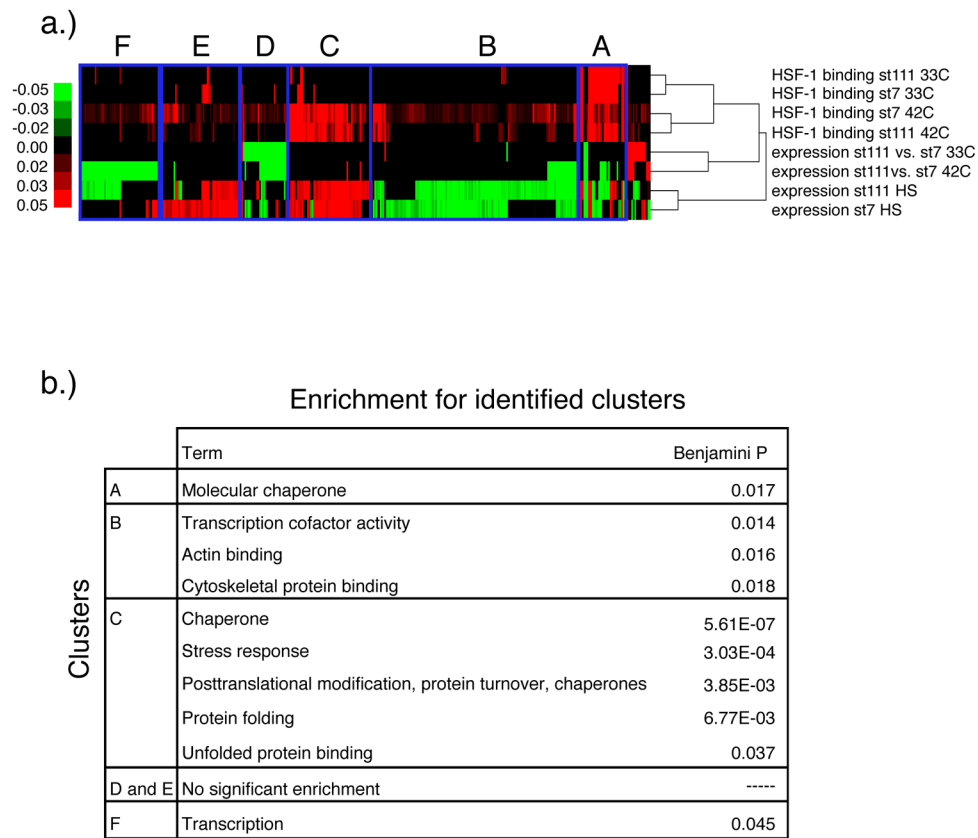 a.)
F E D C B A
-0.05
-0.03
-0.02
0.00
0.02
0.03
0.05
HSF-1 binding st111 33C
HSF-1 binding st7 33C
HSF-1 binding st7 42C
HSF-1 binding st111 42C
expression st111 vs. st7 33C
expression st111vs. st7 42C
expression st111 HS
expression st7 HS
b.)
Enrichment for identified clusters
Clusters
Term Benjamini P
A Molecular chaperone 0.017
B Transcription cofactor activity 0.014
Actin binding 0.016
Cytoskeletal protein binding 0.018
C Chaperone 5.61E-07
Stress response 3.03E-04
Posttranslational modification, protein turnover, chaperones 3.85E-03
Protein folding 6.77E-03
Unfolded protein binding 0.037
D and E No significant enrichment -----
F Transcription 0.045